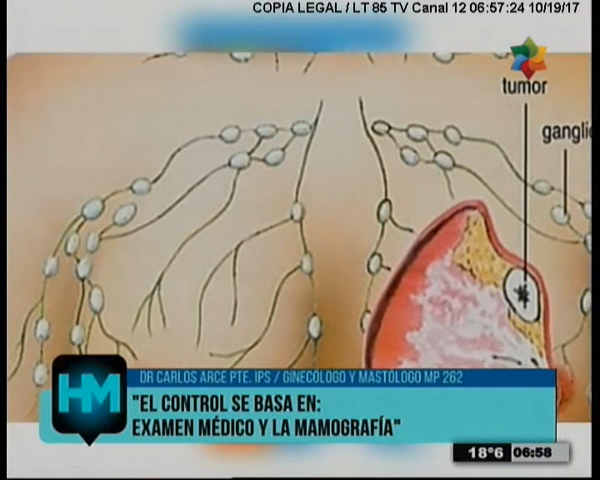 COPIA LEGAL / LT 85 TV Canal 12 06:57:24 10/19/17
tumor
ganglio
HM
DR CARLOS ARCE PTE. IPS / GINECÓLOGO Y MASTÓLOGO MP 262
"EL CONTROL SE BASA EN:
EXAMEN MÉDICO Y LA MAMOGRAFÍA"
18°6 06:58